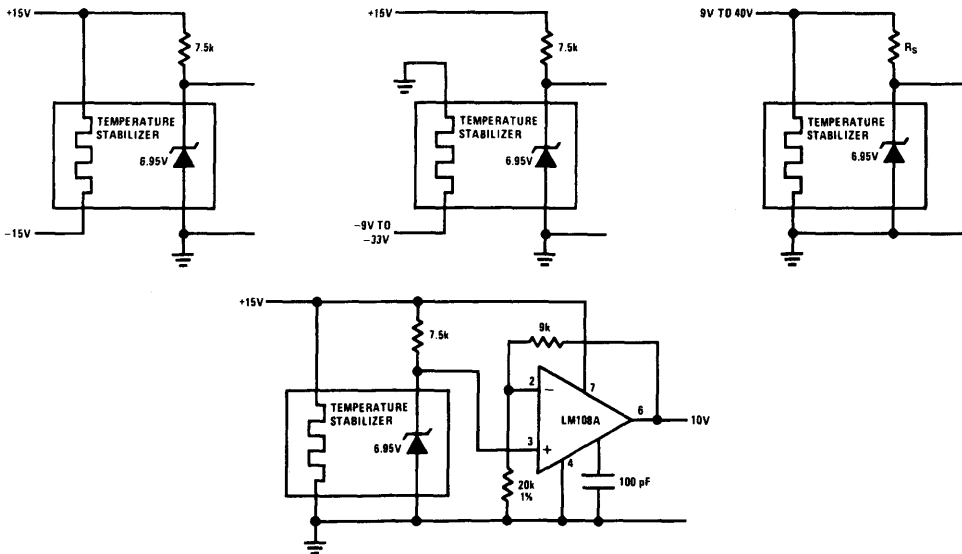 +15V
7.5k
TEMPERATURE
STABILIZER
6.95V
−15V
+15V
7.5k
TEMPERATURE
STABILIZER
6.95V
−9V TO
−33V
9V TO 40V
RS
TEMPERATURE
STABILIZER
6.95V
+15V
7.5k
TEMPERATURE
STABILIZER
6.95V
9k
2
−
7
LM108A
6
10V
3
+
4
20k
1%
100 pF